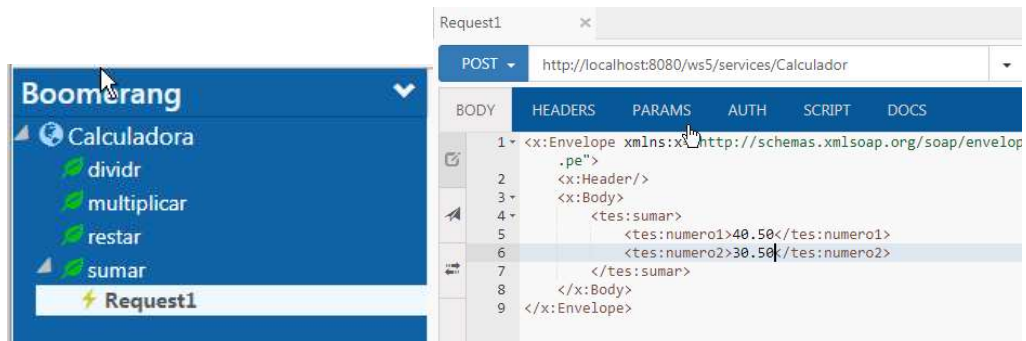 Boomerang
Calculadora
dividr
multiplicar
restar
sumar
Request1
Request1 ×
POST http://localhost:8080/ws5/services/Calculador
BODY HEADERS PARAMS AUTH SCRIPT DOCS
1 <x:Envelope xmlns:x="http://schemas.xmlsoap.org/soap/envelop
.pe">
2 <x:Header/>
3 <x:Body>
4 <tes:sumar>
5 <tes:numero1>40.50</tes:numero1>
6 <tes:numero2>30.50</tes:numero2>
7 </tes:sumar>
8 </x:Body>
9 </x:Envelope>